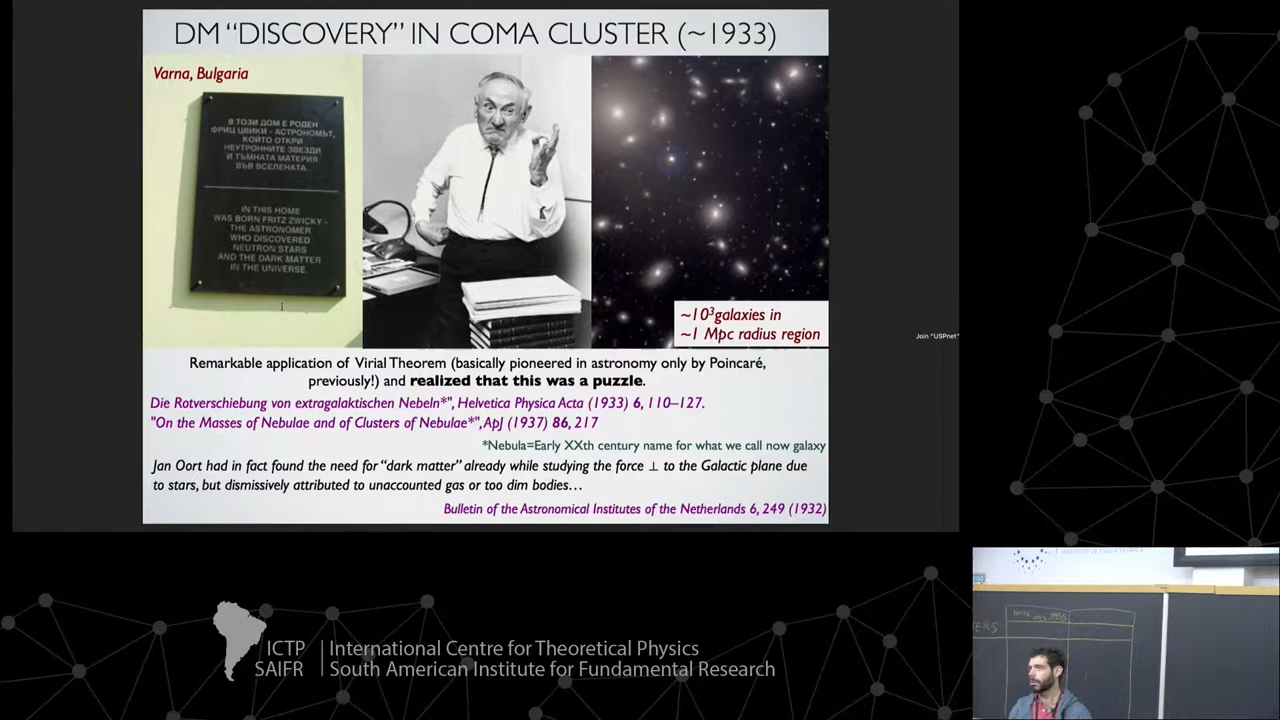 DM “DISCOVERY” IN COMA CLUSTER (~1933)
Varna, Bulgaria
В ТОЗИ ДОМ Е РОДЕН
ФРИЦ ЦВИКИ - АСТРОНОМЪТ,
КОЙТО ОТКРИ
НЕУТРОННИТЕ ЗВЕЗДИ
И ТЪМНАТА МАТЕРИЯ
ВЪВ ВСЕЛЕНАТА.
IN THIS HOME
WAS BORN FRITZ ZWICKY -
THE ASTRONOMER
WHO DISCOVERED
NEUTRON STARS
AND THE DARK MATTER
IN THE UNIVERSE.
~10³galaxies in
~1 Mpc radius region
Remarkable application of Virial Theorem (basically pioneered in astronomy only by Poincaré,
previously!) and realized that this was a puzzle.
Die Rotverschiebung von extragalaktischen Nebeln*", Helvetica Physica Acta (1933) 6, 110–127.
"On the Masses of Nebulae and of Clusters of Nebulae*", ApJ (1937) 86, 217
*Nebula=Early XXth century name for what we call now galaxy
Jan Oort had in fact found the need for “dark matter” already while studying the force ⊥ to the Galactic plane due
to stars, but dismissively attributed to unaccounted gas or too dim bodies…
Bulletin of the Astronomical Institutes of the Netherlands 6, 249 (1932)
Join "USPnet"
ICTP
SAIFR
International Centre for Theoretical Physics
South American Institute for Fundamental Research